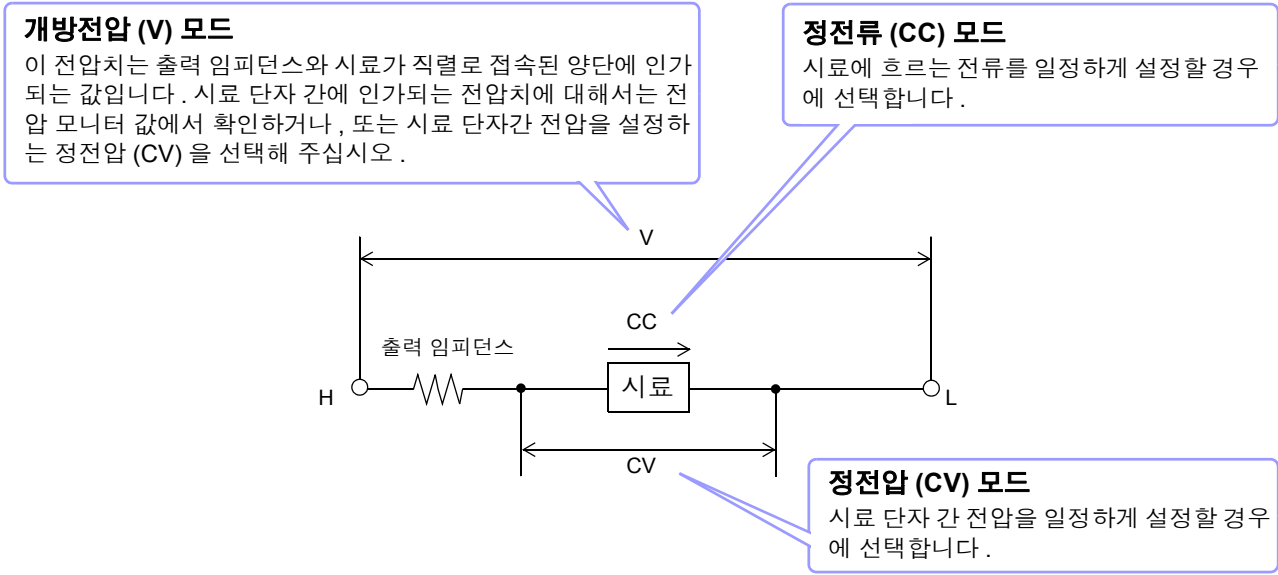 개방전압 (V) 모드
이 전압치는 출력 임피던스와 시료가 직렬로 접속된 양단에 인가
되는 값입니다 . 시료 단자 간에 인가되는 전압치에 대해서는 전
압 모니터 값에서 확인하거나 , 또는 시료 단자간 전압을 설정하
는 정전압 (CV) 을 선택해 주십시오 .
정전류 (CC) 모드
시료에 흐르는 전류를 일정하게 설정할 경우
에 선택합니다 .
V
CC
출력 임피던스
H
시료
L
CV
정전압 (CV) 모드
시료 단자 간 전압을 일정하게 설정할 경우
에 선택합니다 .